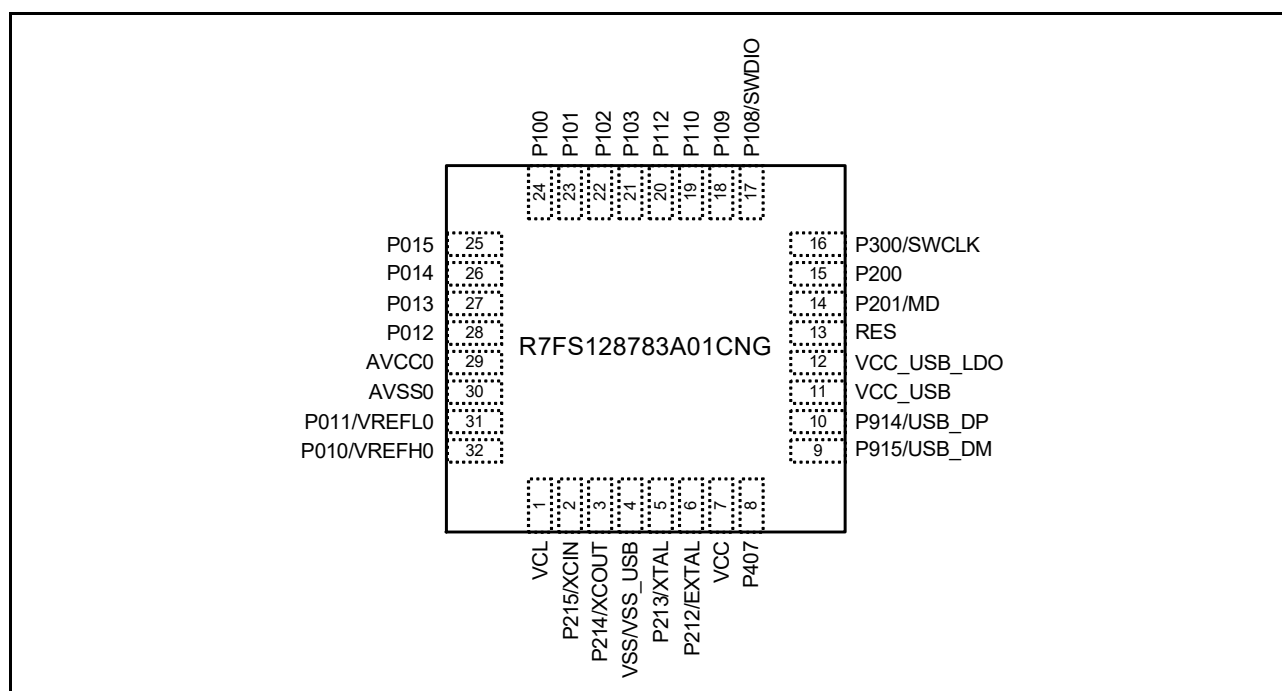 P100
P101
P102
P103
P112
P110
P109
P108/SWDIO
24
23
22
21
20
19
18
17
P015 25
P014 26
P013 27
P012 28
AVCC0 29
AVSS0 30
P011/VREFL0 31
P010/VREFH0 32
R7FS128783A01CNG
16 P300/SWCLK
15 P200
14 P201/MD
13 RES
12 VCC_USB_LDO
11 VCC_USB
10 P914/USB_DP
9 P915/USB_DM
1
2
3
4
5
6
7
8
VCL
P215/XCIN
P214/XCOUT
VSS/VSS_USB
P213/XTAL
P212/EXTAL
VCC
P407